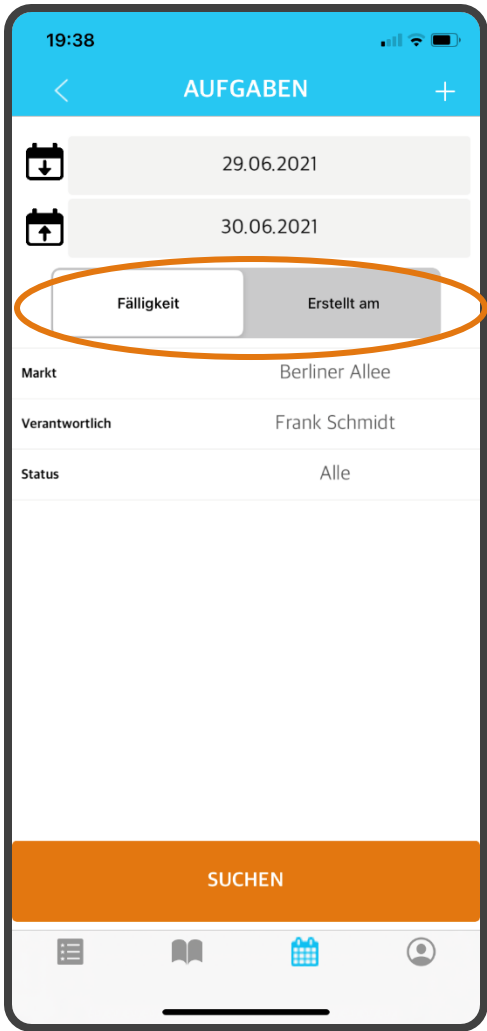 19:38
AUFGABEN
29.06.2021
30.06.2021
Fälligkeit Erstellt am
Markt Berliner Allee
Verantwortlich Frank Schmidt
Status Alle
SUCHEN